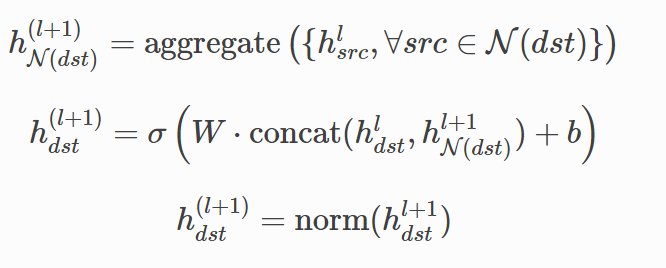 $h_{\mathcal{N}(dst)}^{(l+1)} = \mathrm{aggregate}\left(\{h_{src}^{l}, \forall src \in \mathcal{N}(dst)\}\right)$
$h_{dst}^{(l+1)} = \sigma\left(W \cdot \mathrm{concat}(h_{dst}^{l}, h_{\mathcal{N}(dst)}^{l+1}) + b\right)$
$h_{dst}^{(l+1)} = \mathrm{norm}(h_{dst}^{l+1})$